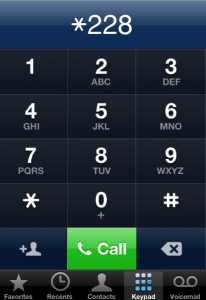 *228
1 2 3
ABC DEF
4 5 6
GHI JKL MNO
7 8 9
PQRS TUV WXYZ
* 0 #
+
+ Call
Favorites Recents Contacts Keypad Voicemail